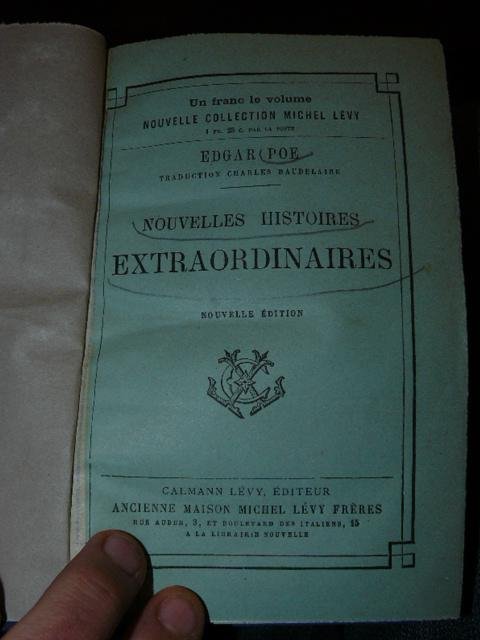 Un franc le volume
NOUVELLE COLLECTION MICHEL LÉVY
1 FR. 25 C. PAR LA POSTE
EDGAR POE
TRADUCTION CHARLES BAUDELAIRE
NOUVELLES HISTOIRES
EXTRAORDINAIRES
NOUVELLE ÉDITION
CALMANN LÉVY, ÉDITEUR
ANCIENNE MAISON MICHEL LÉVY FRÈRES
RUE AUBER, 3, ET BOULEVARD DES ITALIENS, 15
A LA LIBRAIRIE NOUVELLE